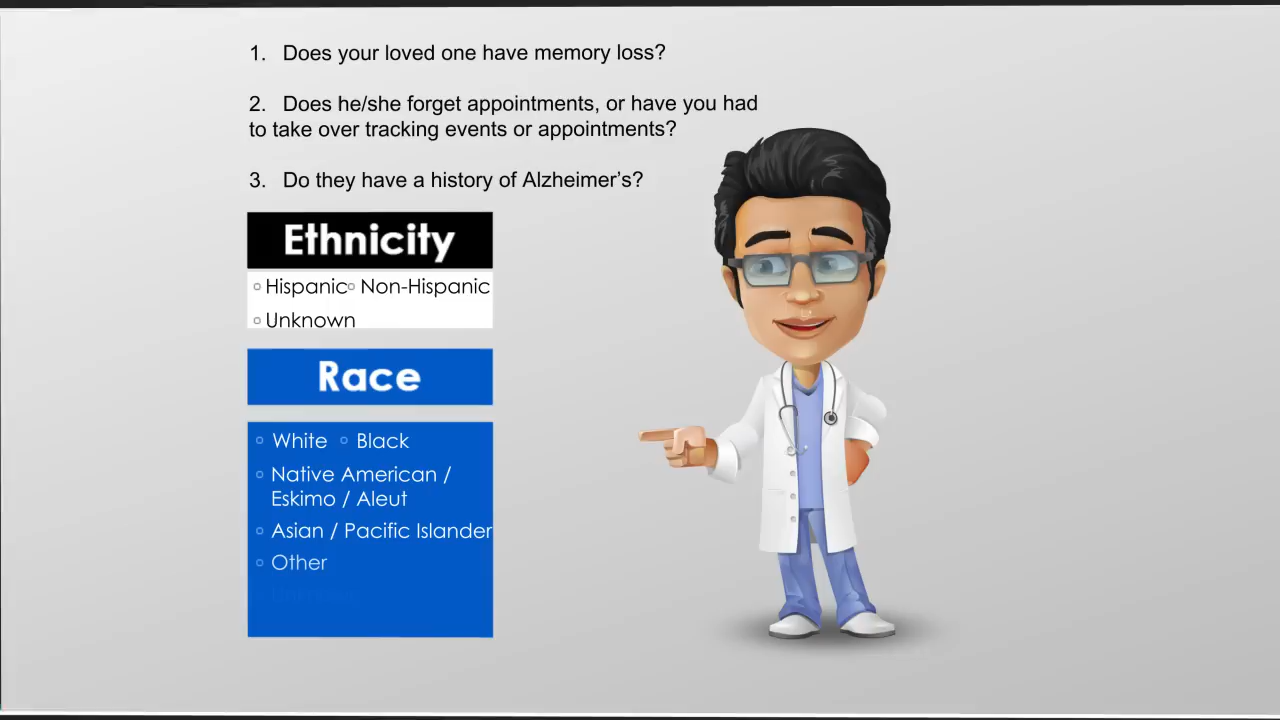 1. Does your loved one have memory loss?
2. Does he/she forget appointments, or have you had
to take over tracking events or appointments?
3. Do they have a history of Alzheimer’s?
Ethnicity
Hispanic Non-Hispanic
Unknown
Race
White Black
Native American /
Eskimo / Aleut
Asian / Pacific Islander
Other